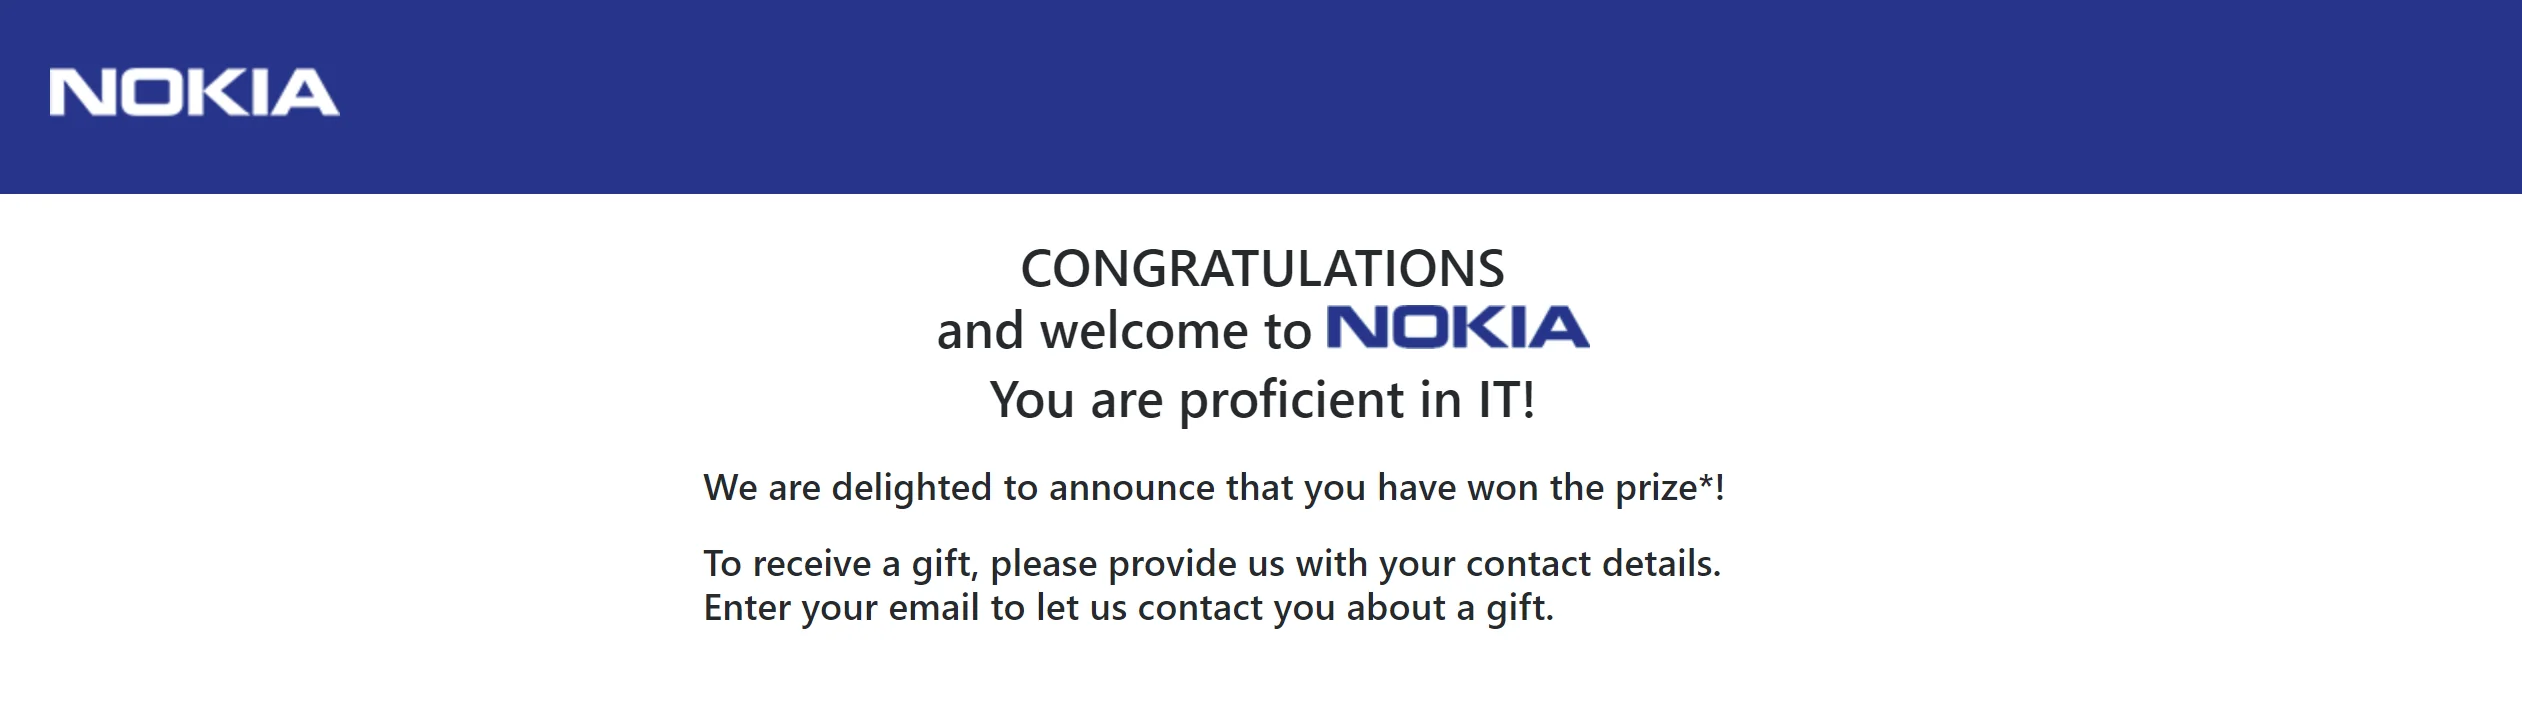 NOKIA
CONGRATULATIONS
and welcome to NOKIA
You are proficient in IT!
We are delighted to announce that you have won the prize*!
To receive a gift, please provide us with your contact details.
Enter your email to let us contact you about a gift.